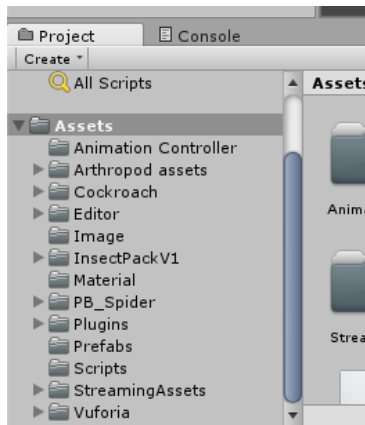 Project Console
Create
All Scripts Assets
Assets
Animation Controller
Arthropod assets
Cockroach
Editor
Anima
Image
InsectPackV1
Material
PB_Spider
Plugins
Strea
Prefabs
Scripts
StreamingAssets
Vuforia